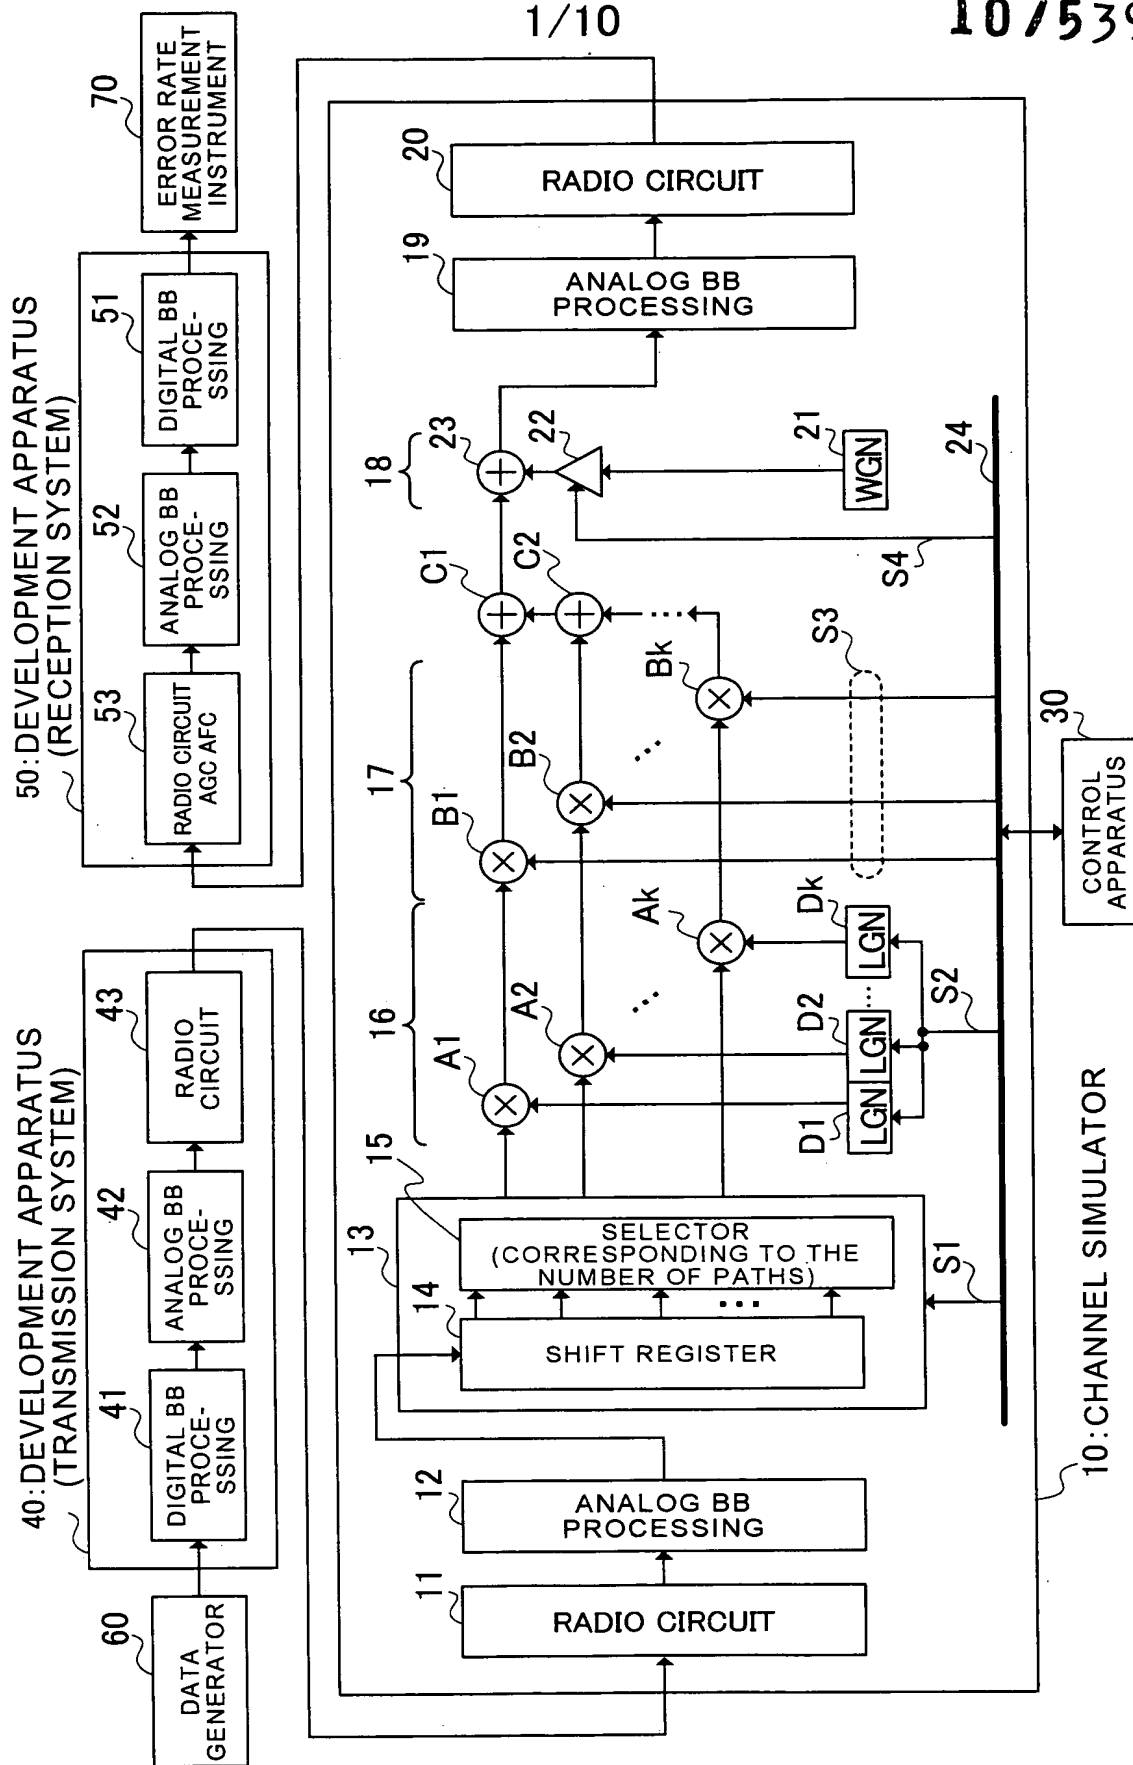 1/10
10/539
60
DATA
GENERATOR
40:DEVELOPMENT APPARATUS
(TRANSMISSION SYSTEM)
41
DIGITAL BB
PROCE-
SSING
42
ANALOG BB
PROCE-
SSING
43
RADIO
CIRCUIT
50:DEVELOPMENT APPARATUS
(RECEPTION SYSTEM)
53
RADIO CIRCUIT
AGC AFC
52
ANALOG BB
PROCE-
SSING
51
DIGITAL BB
PROCE-
SSING
70
ERROR RATE
MEASUREMENT
INSTRUMENT
11
RADIO CIRCUIT
12
ANALOG BB
PROCESSING
13
14
SHIFT REGISTER
15
SELECTOR
(CORRESPONDING TO THE
NUMBER OF PATHS)
S1
16
A1
A2
...
Ak
D1
LGN
D2
LGN
...
Dk
LGN
S2
17
B1
B2
...
Bk
S3
C1
C2
...
18
23
22
21
WGN
S4
24
19
ANALOG BB
PROCESSING
20
RADIO CIRCUIT
30
CONTROL
APPARATUS
10:CHANNEL SIMULATOR